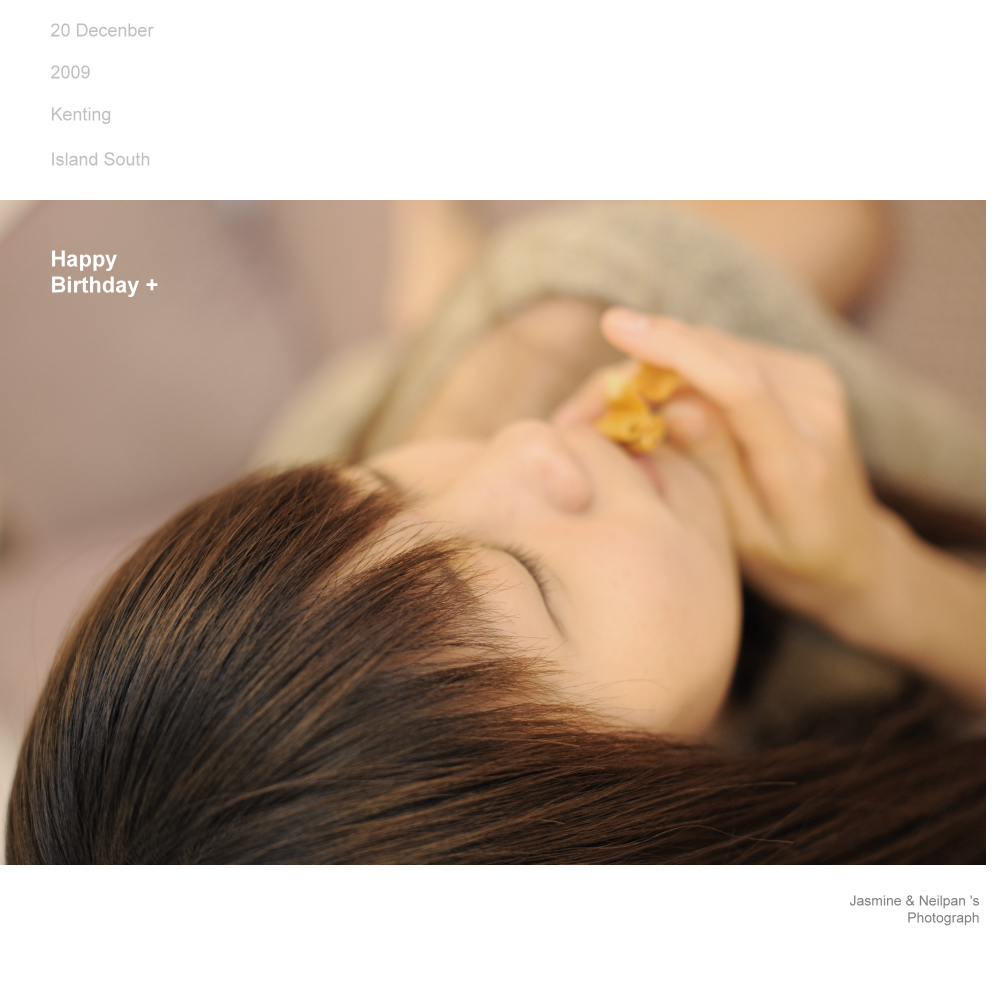 20 Decenber
2009
Kenting
Island South
Happy
Birthday +
Jasmine & Neilpan 's
Photograph